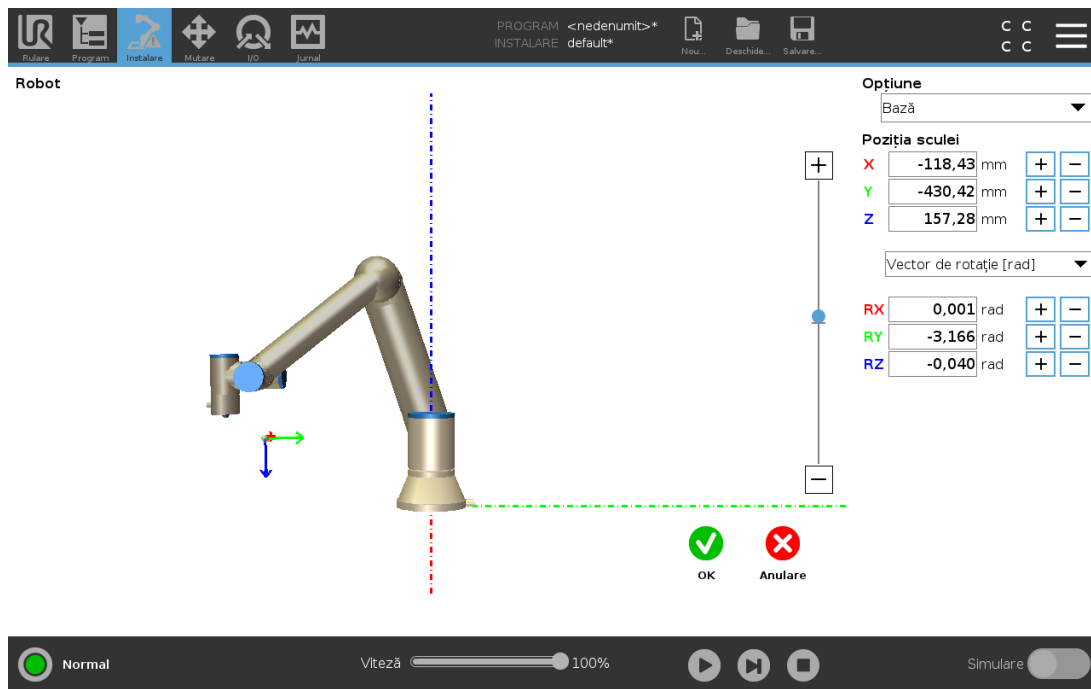 PROGRAM <nedenumit>*
INSTALARE default*
C C
C C
Rulare Program Instalare Mutare I/O Jurnal Nou... Deschide... Salvare...
Robot
Opțiune
Bază
Poziția sculei
X -118,43 mm + −
Y -430,42 mm + −
Z 157,28 mm + −
Vector de rotație [rad]
RX 0,001 rad + −
RY -3,166 rad + −
RZ -0,040 rad + −
+
−
OK Anulare
Normal Viteză 100% Simulare